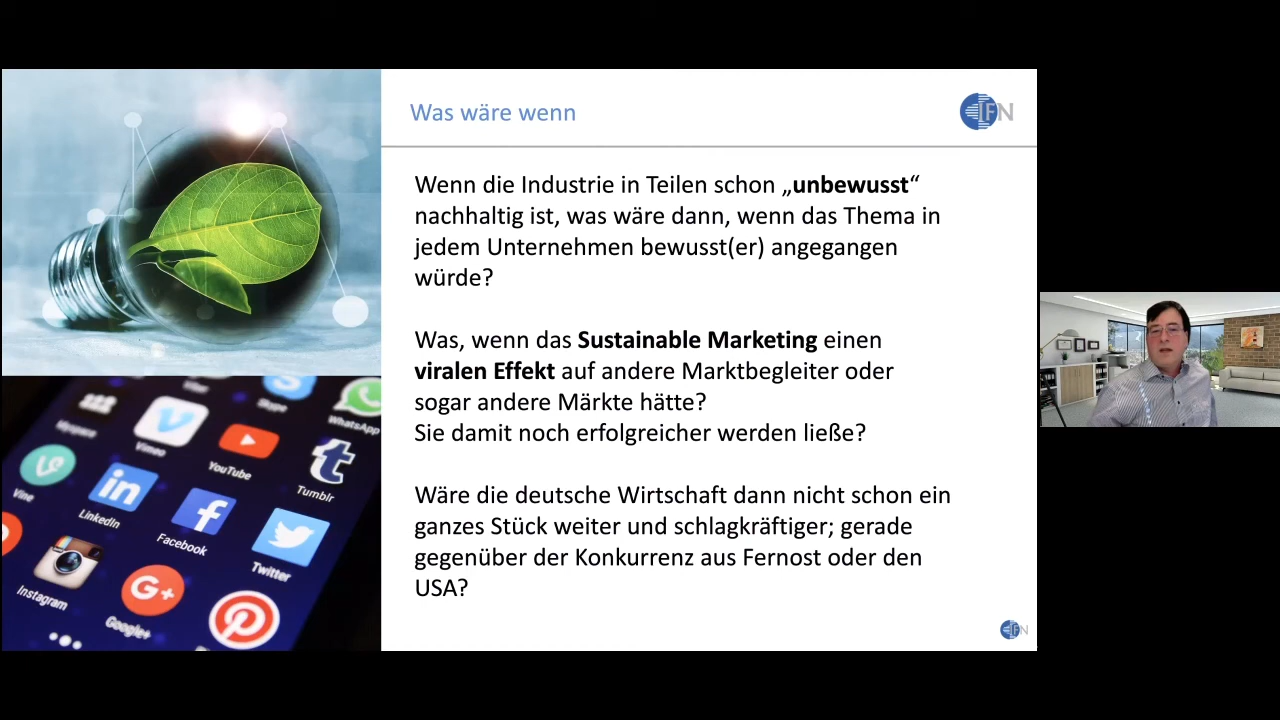 Was wäre wenn
IFN
Wenn die Industrie in Teilen schon „unbewusst“
nachhaltig ist, was wäre dann, wenn das Thema in
jedem Unternehmen bewusst(er) angegangen
würde?
Was, wenn das Sustainable Marketing einen
viralen Effekt auf andere Marktbegleiter oder
sogar andere Märkte hätte?
Sie damit noch erfolgreicher werden ließe?
Wäre die deutsche Wirtschaft dann nicht schon ein
ganzes Stück weiter und schlagkräftiger; gerade
gegenüber der Konkurrenz aus Fernost oder den
USA?
IFN
Skype
WhatsApp
Myspace
Vimeo
YouTube
Tumblr
Vine
LinkedIn
Facebook
Twitter
Instagram
Google+